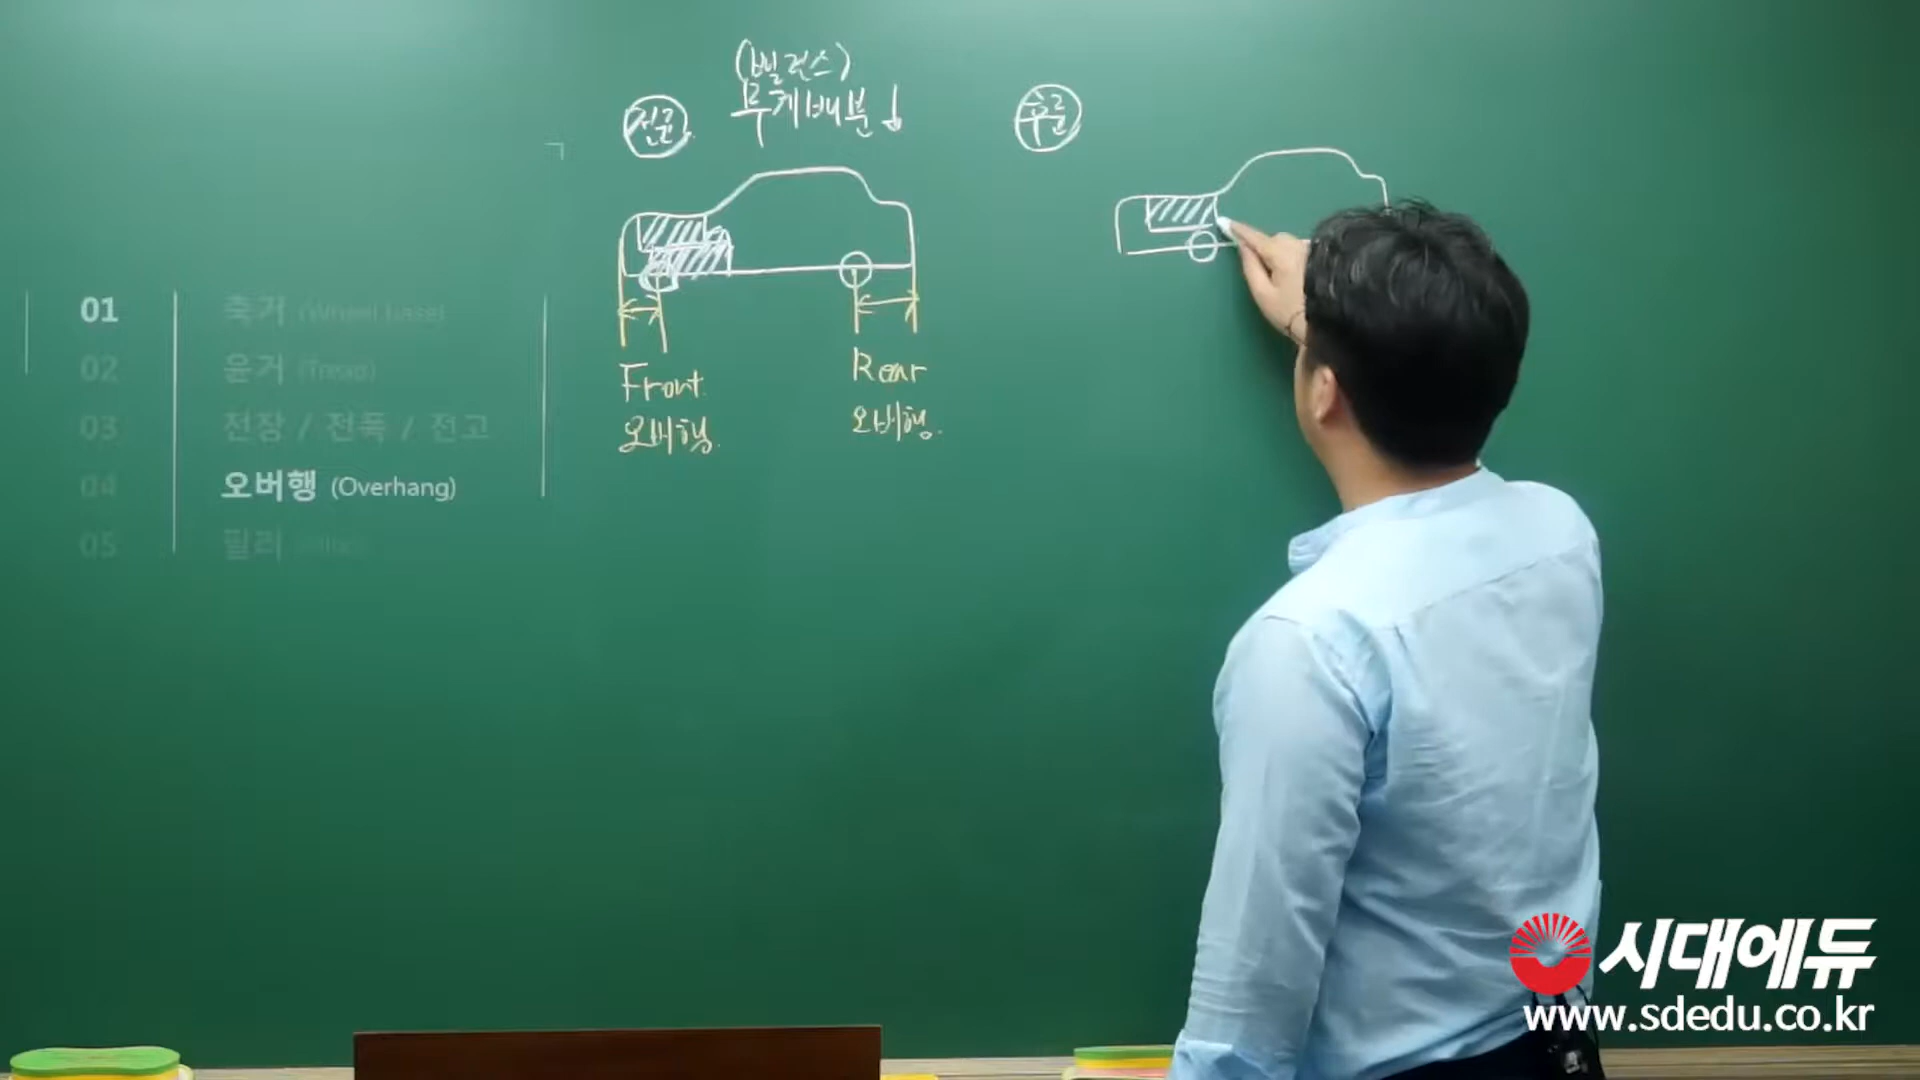 (밸런스)
전륜 무게배분↓
후륜
01 축거 (Wheel base)
02 윤거 (Tread)
03 전장 / 전폭 / 전고
04 오버행 (Overhang)
05 필러
Front
오버행.
Rear
오버행.
시대에듀
www.sdedu.co.kr